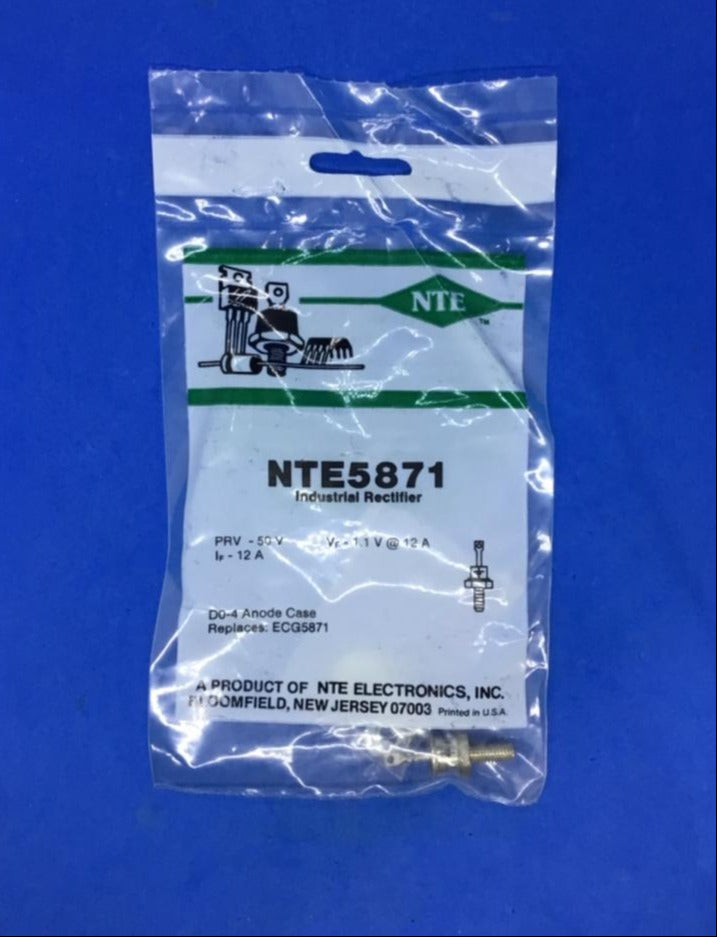 NTE
TM
NTE5871
Industrial Rectifier
PRV - 50 V VF - 1.1 V @ 12 A
IF - 12 A
DO-4 Anode Case
Replaces: ECG5871
A PRODUCT OF NTE ELECTRONICS, INC.
BLOOMFIELD, NEW JERSEY 07003 Printed in U.S.A.